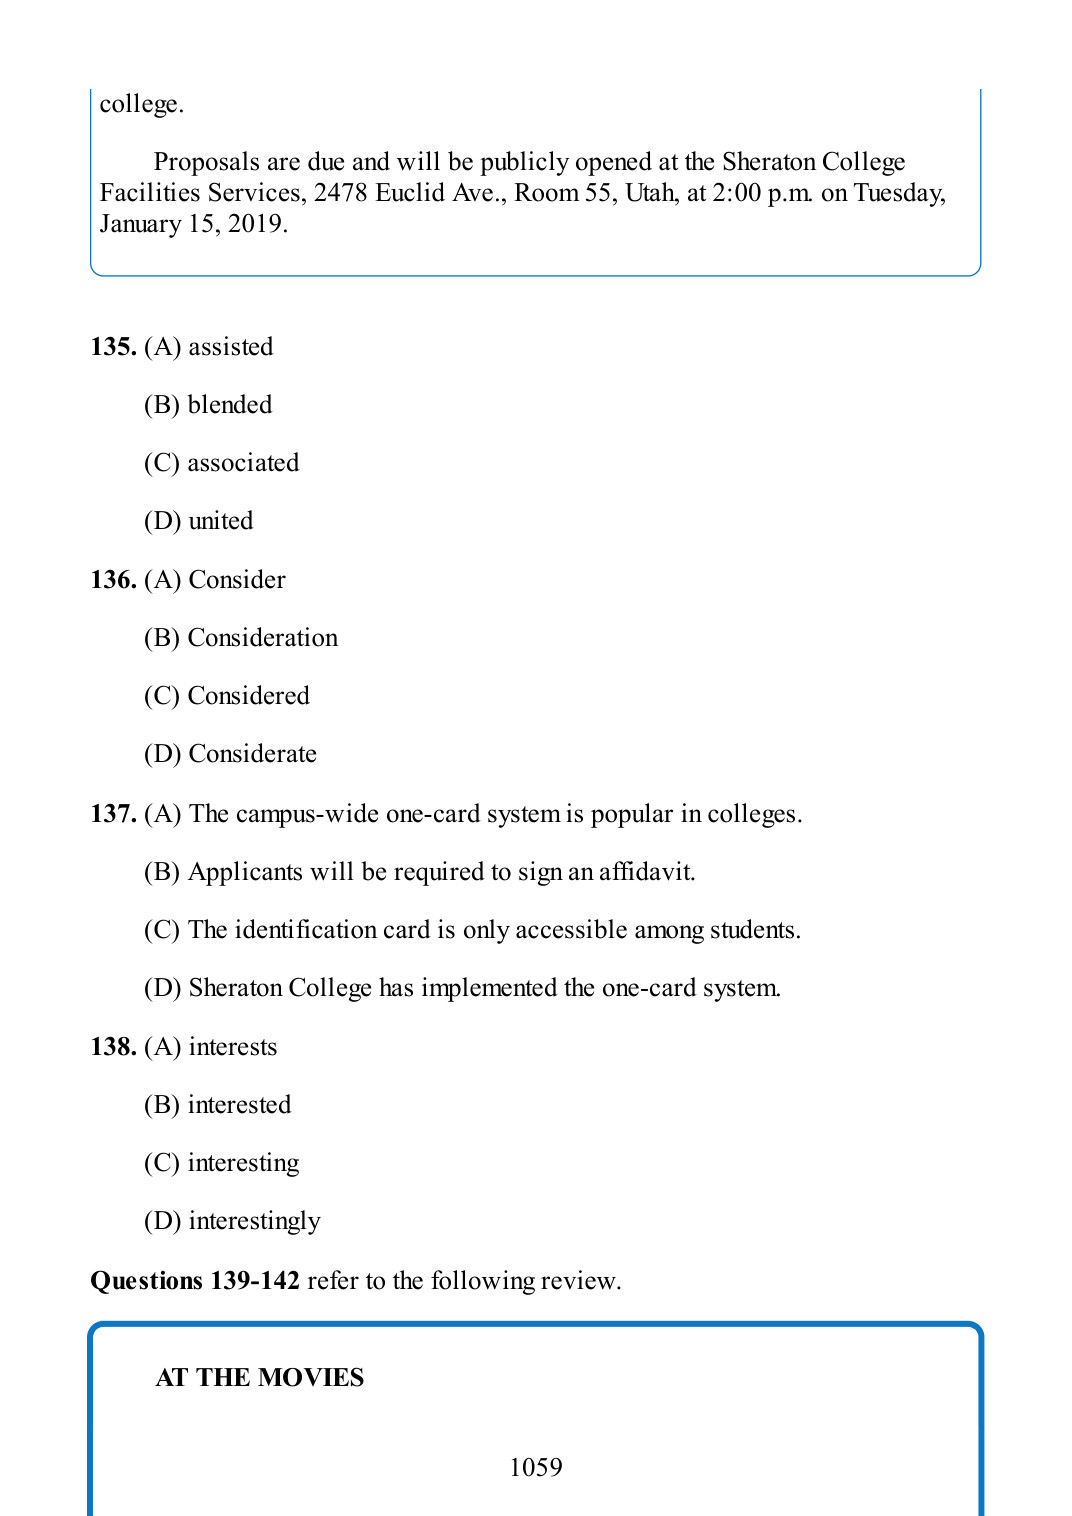 college.
Proposals are due and will be publicly opened at the Sheraton College
Facilities Services, 2478 Euclid Ave., Room 55, Utah, at 2:00 p.m. on Tuesday,
January 15, 2019.
135. (A) assisted
(B) blended
(C) associated
(D) united
136. (A) Consider
(B) Consideration
(C) Considered
(D) Considerate
137. (A) The campus-wide one-card system is popular in colleges.
(B) Applicants will be required to sign an affidavit.
(C) The identification card is only accessible among students.
(D) Sheraton College has implemented the one-card system.
138. (A) interests
(B) interested
(C) interesting
(D) interestingly
Questions 139-142 refer to the following review.
AT THE MOVIES
1059